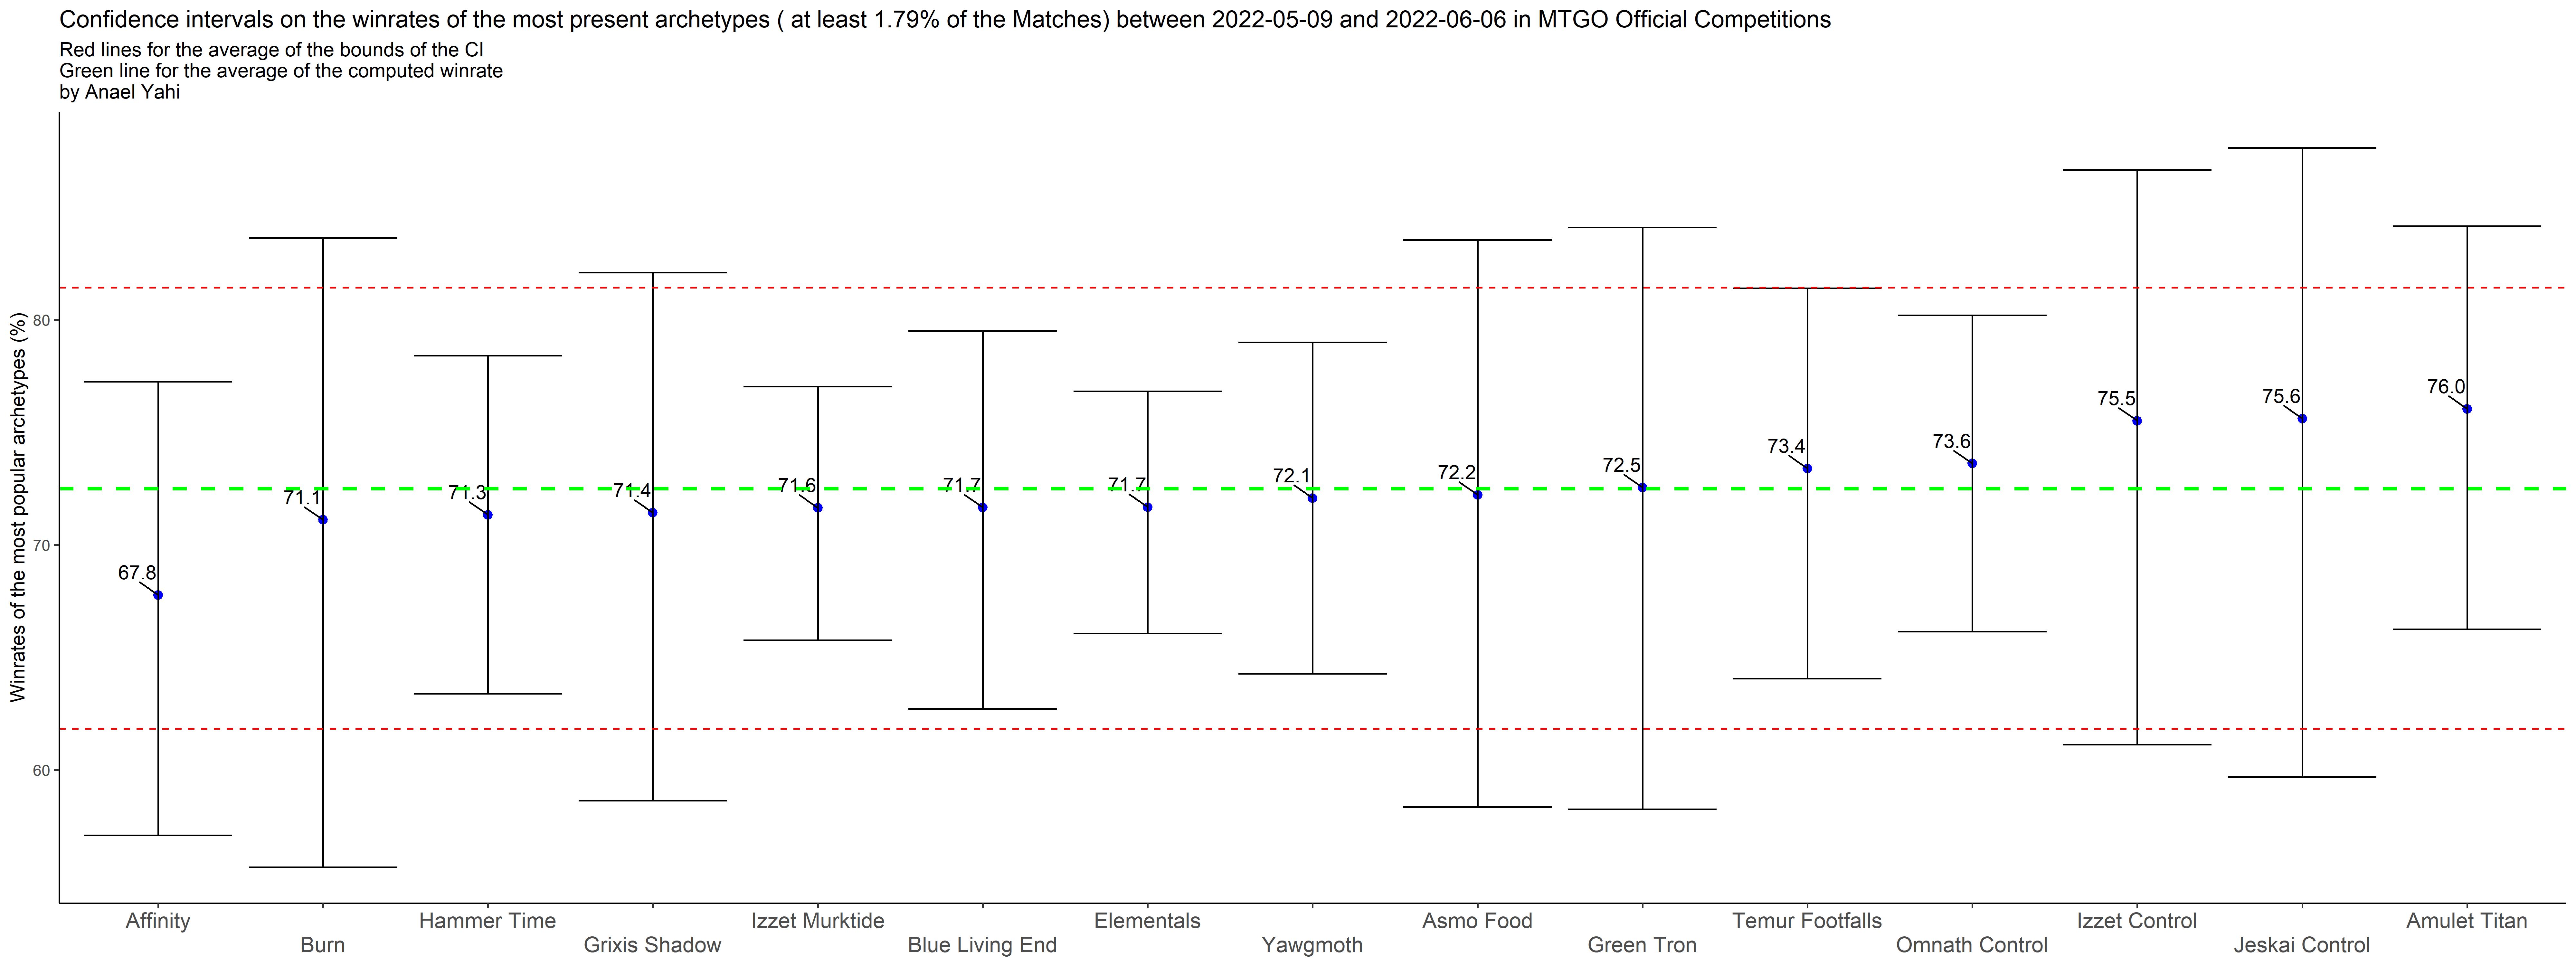 Confidence intervals on the winrates of the most present archetypes ( at least 1.79% of the Matches) between 2022-05-09 and 2022-06-06 in MTGO Official Competitions
Red lines for the average of the bounds of the CI
Green line for the average of the computed winrate
by Anael Yahi
Winrates of the most popular archetypes (%)
80
70
60
67.8
71.1
71.3
71.4
71.6
71.7
71.7
72.1
72.2
72.5
73.4
73.6
75.5
75.6
76.0
Affinity
Burn
Hammer Time
Grixis Shadow
Izzet Murktide
Blue Living End
Elementals
Yawgmoth
Asmo Food
Green Tron
Temur Footfalls
Omnath Control
Izzet Control
Jeskai Control
Amulet Titan